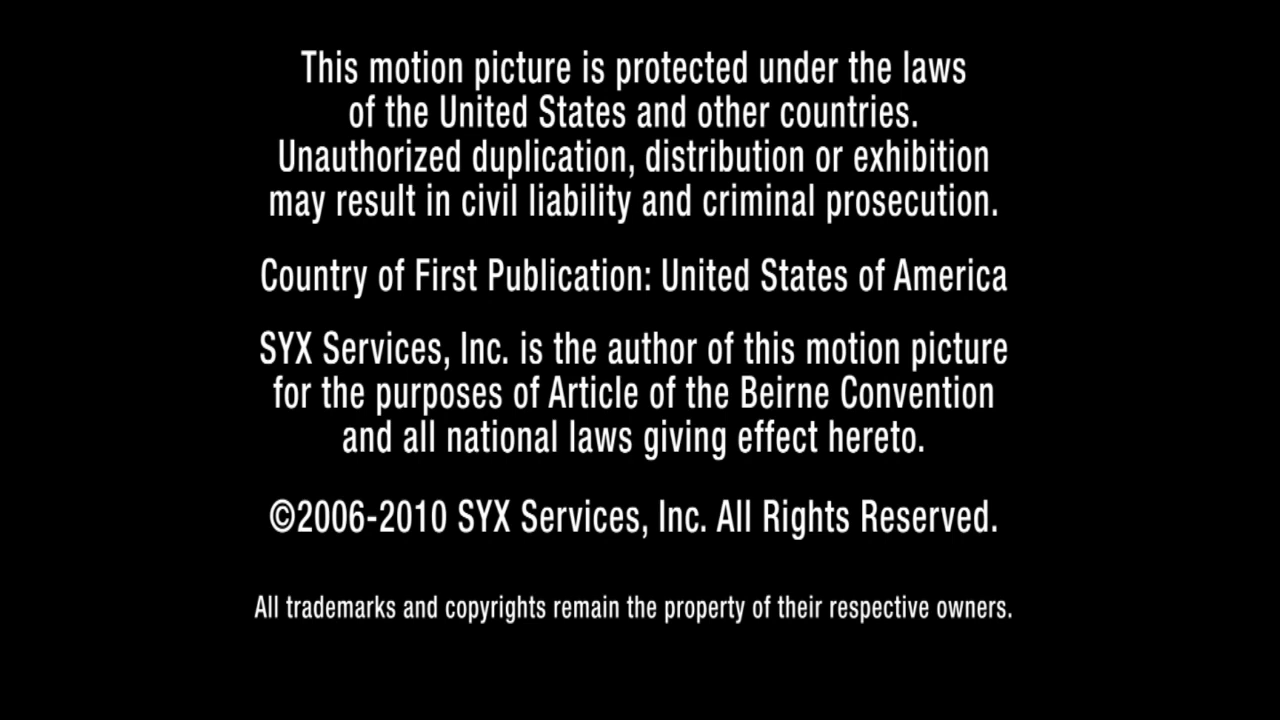 This motion picture is protected under the laws
of the United States and other countries.
Unauthorized duplication, distribution or exhibition
may result in civil liability and criminal prosecution.
Country of First Publication: United States of America
SYX Services, Inc. is the author of this motion picture
for the purposes of Article of the Beirne Convention
and all national laws giving effect hereto.
©2006-2010 SYX Services, Inc. All Rights Reserved.
All trademarks and copyrights remain the property of their respective owners.